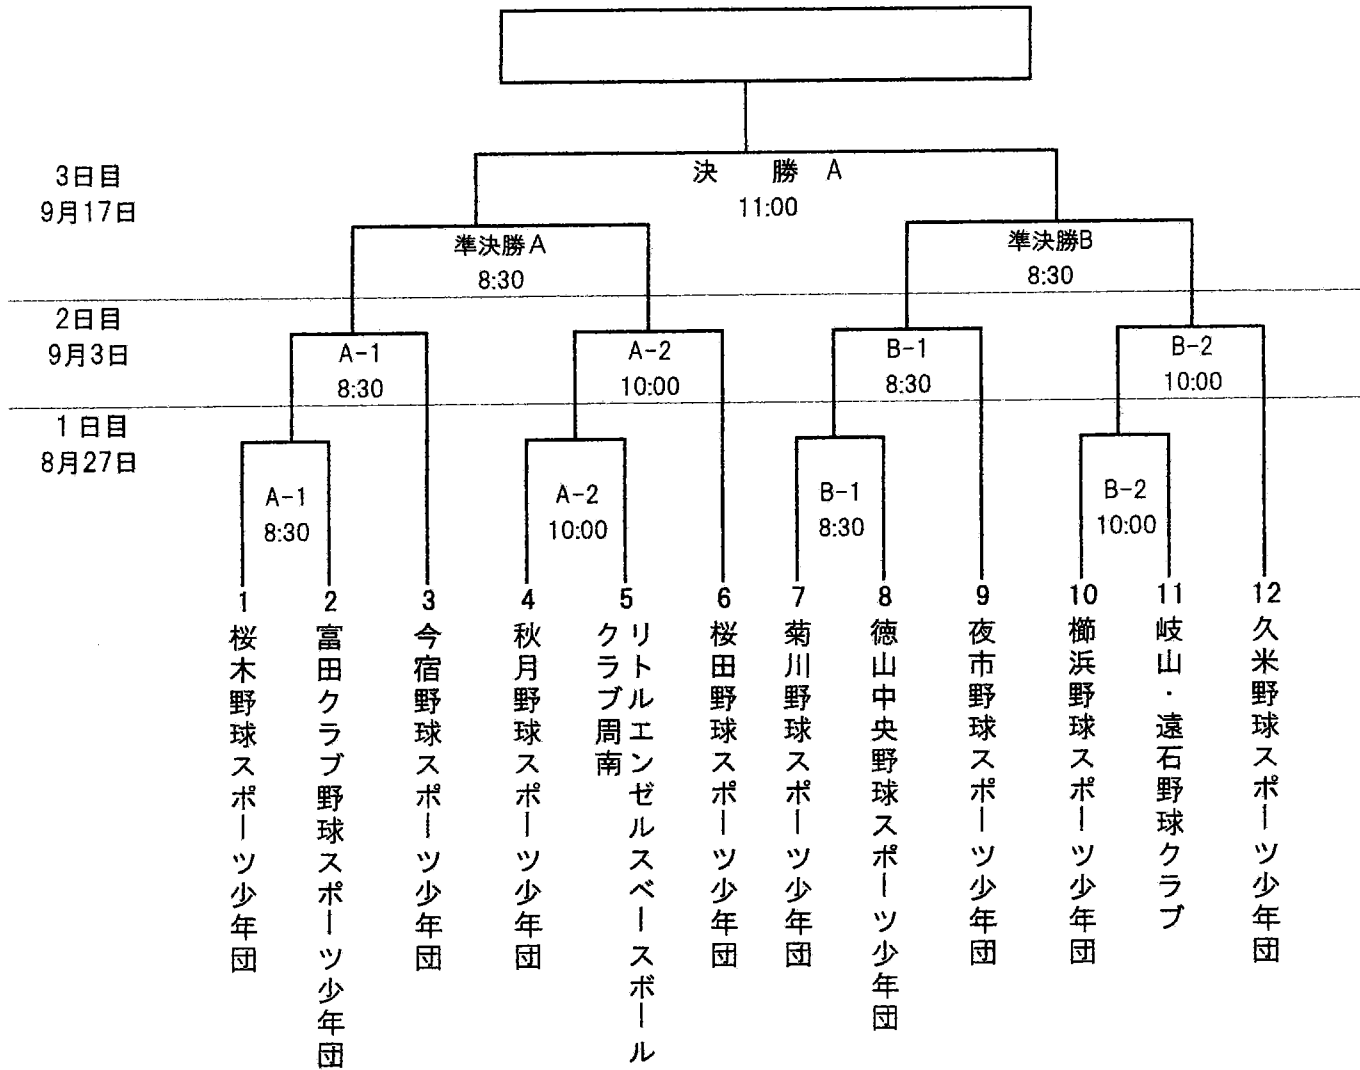 3日目
9月17日
決　勝 A
11:00
準決勝A
8:30
準決勝B
8:30
2日目
9月3日
A-1
8:30
A-2
10:00
B-1
8:30
B-2
10:00
1日目
8月27日
A-1
8:30
A-2
10:00
B-1
8:30
B-2
10:00
1
桜木野球スポーツ少年団
2
富田クラブ野球スポーツ少年団
3
今宿野球スポーツ少年団
4
秋月野球スポーツ少年団
5
リトルエンゼルスベースボール
クラブ周南
6
桜田野球スポーツ少年団
7
菊川野球スポーツ少年団
8
徳山中央野球スポーツ少年団
9
夜市野球スポーツ少年団
10
櫛浜野球スポーツ少年団
11
岐山・遠石野球クラブ
12
久米野球スポーツ少年団